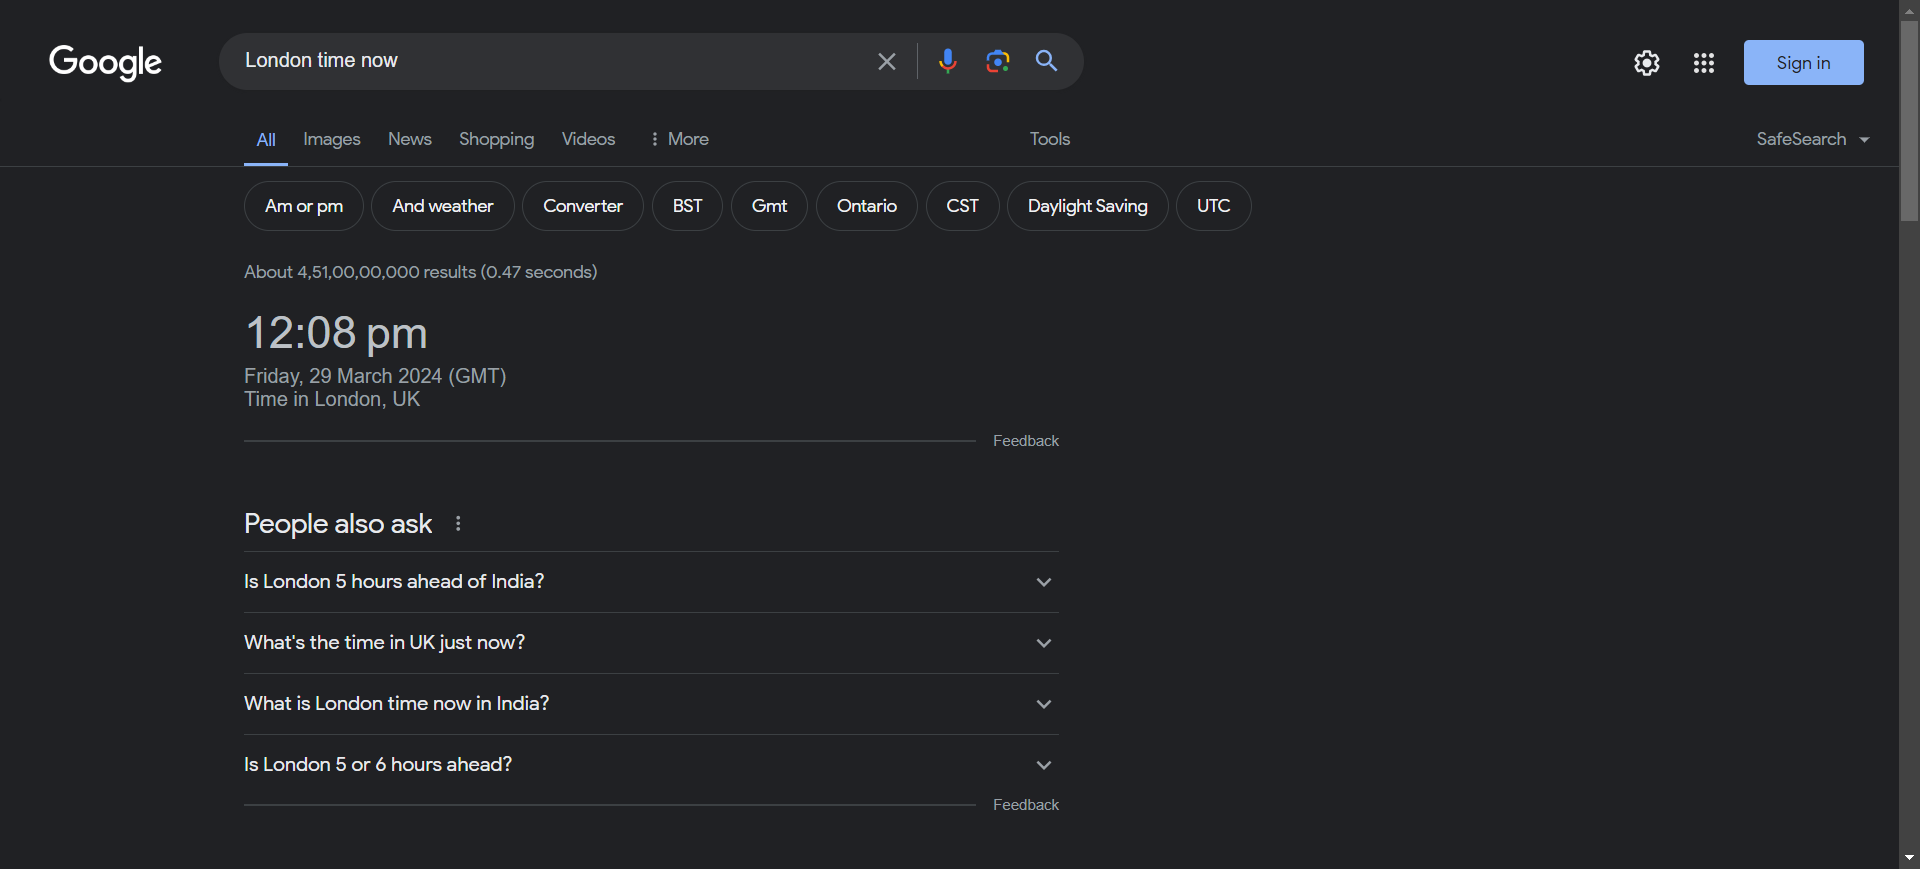 Google
London time now
Sign in
All Images News Shopping Videos More Tools SafeSearch
Am or pm And weather Converter BST Gmt Ontario CST Daylight Saving UTC
About 4,51,00,00,000 results (0.47 seconds)
12:08 pm
Friday, 29 March 2024 (GMT)
Time in London, UK
Feedback
People also ask
Is London 5 hours ahead of India?
What's the time in UK just now?
What is London time now in India?
Is London 5 or 6 hours ahead?
Feedback